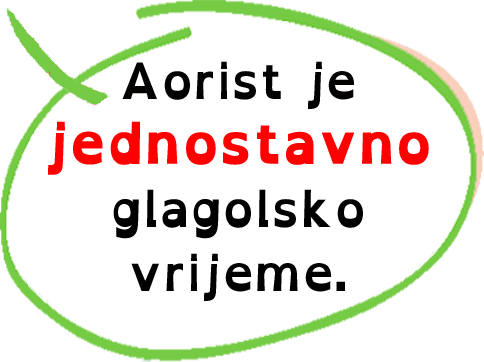 Aorist je
jednostavno
glagolsko
vrijeme.